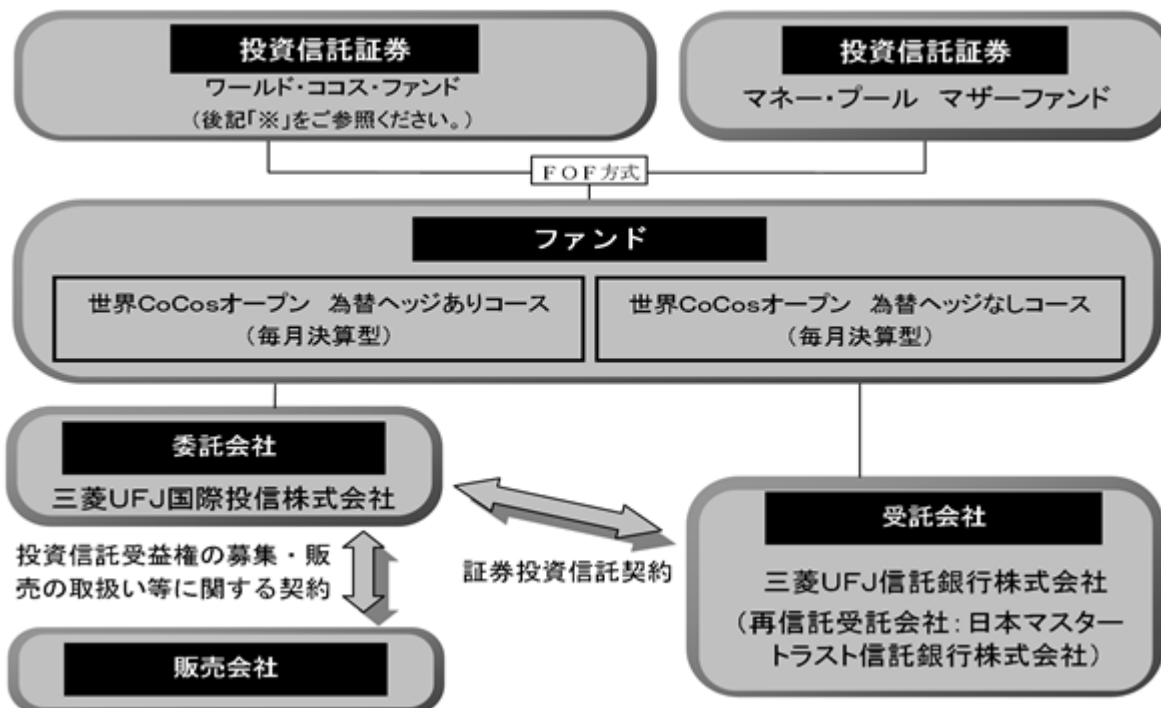 投資信託証券
ワールド・ココス・ファンド
(後記「※」をご参照ください。)
投資信託証券
マネー・プール マザーファンド
FOF方式
ファンド
世界CoCosオープン 為替ヘッジありコース
(毎月決算型)
世界CoCosオープン 為替ヘッジなしコース
(毎月決算型)
委託会社
三菱UFJ国際投信株式会社
投資信託受益権の募集・販
売の取扱い等に関する契約
証券投資信託契約
受託会社
三菱UFJ信託銀行株式会社
(再信託受託会社:日本マスター
トラスト信託銀行株式会社)
販売会社